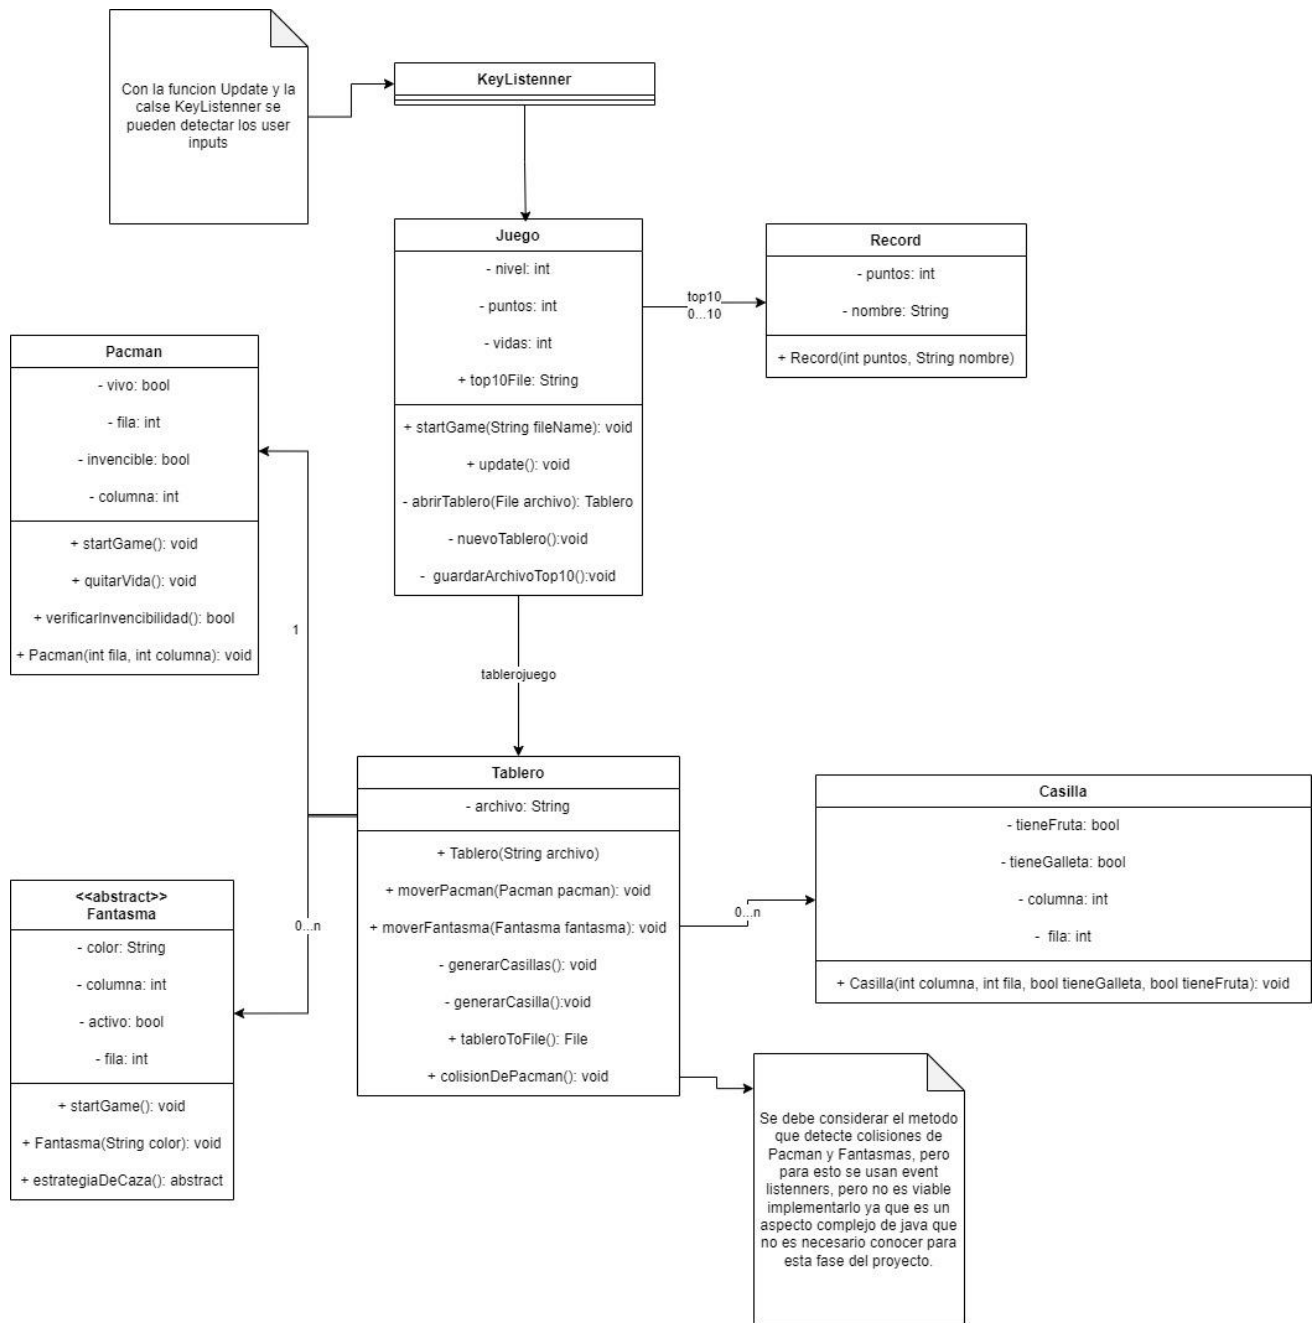 Con la funcion Update y la
calse KeyListenner se
pueden detectar los user
inputs
KeyListenner
Juego
- nivel: int
- puntos: int
- vidas: int
+ top10File: String
+ startGame(String fileName): void
+ update(): void
- abrirTablero(File archivo): Tablero
- nuevoTablero():void
- guardarArchivoTop10():void
top10
0...10
Record
- puntos: int
- nombre: String
+ Record(int puntos, String nombre)
Pacman
- vivo: bool
- fila: int
- invencible: bool
- columna: int
+ startGame(): void
+ quitarVida(): void
+ verificarInvencibilidad(): bool
+ Pacman(int fila, int columna): void
1
tablerojuego
Tablero
- archivo: String
+ Tablero(String archivo)
+ moverPacman(Pacman pacman): void
+ moverFantasma(Fantasma fantasma): void
- generarCasillas(): void
- generarCasilla():void
+ tableroToFile(): File
+ colisionDePacman(): void
0...n
Casilla
- tieneFruta: bool
- tieneGalleta: bool
- columna: int
- fila: int
+ Casilla(int columna, int fila, bool tieneGalleta, bool tieneFruta): void
<<abstract>>
Fantasma
- color: String
- columna: int
- activo: bool
- fila: int
+ startGame(): void
+ Fantasma(String color): void
+ estrategiaDeCaza(): abstract
0...n
Se debe considerar el metodo
que detecte colisiones de
Pacman y Fantasmas, pero
para esto se usan event
listenners, pero no es viable
implementarlo ya que es un
aspecto complejo de java que
no es necesario conocer para
esta fase del proyecto.